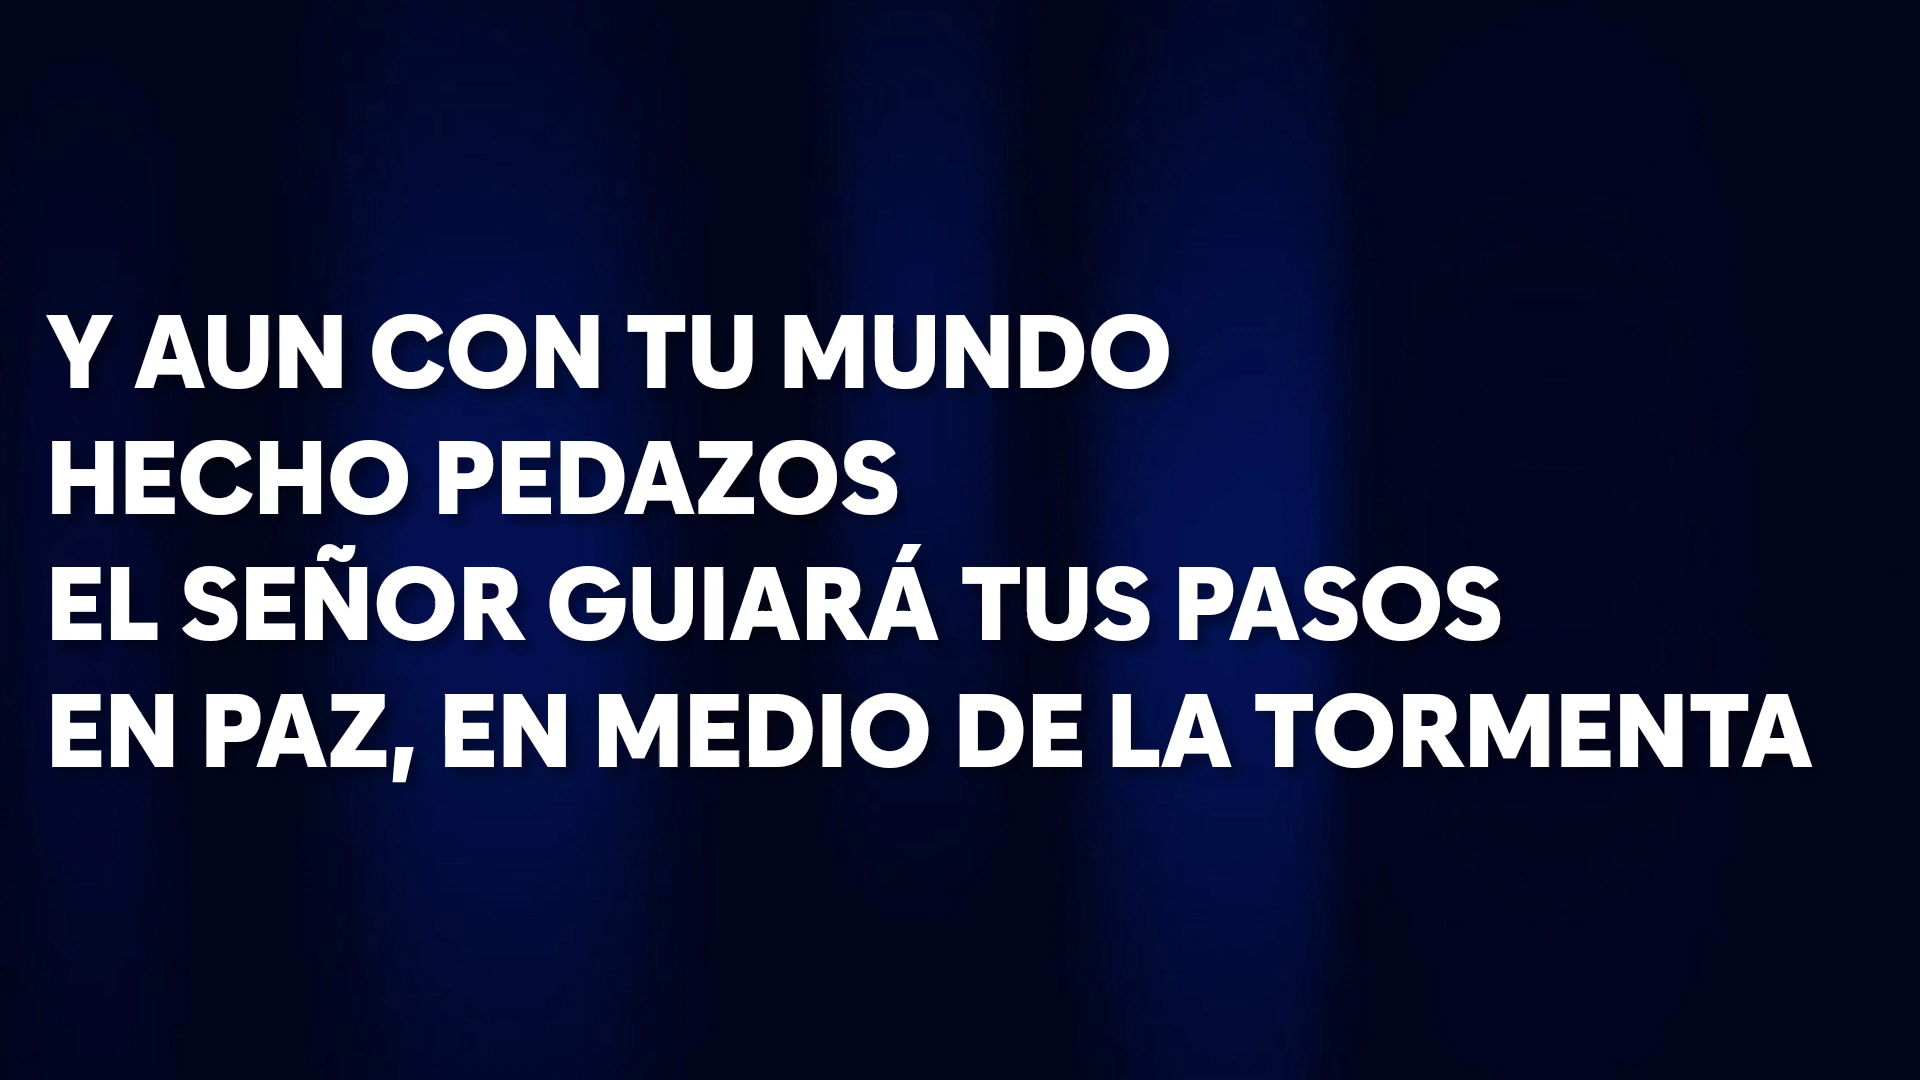 Y AUN CON TU MUNDO
HECHO PEDAZOS
EL SEÑOR GUIARÁ TUS PASOS
EN PAZ, EN MEDIO DE LA TORMENTA